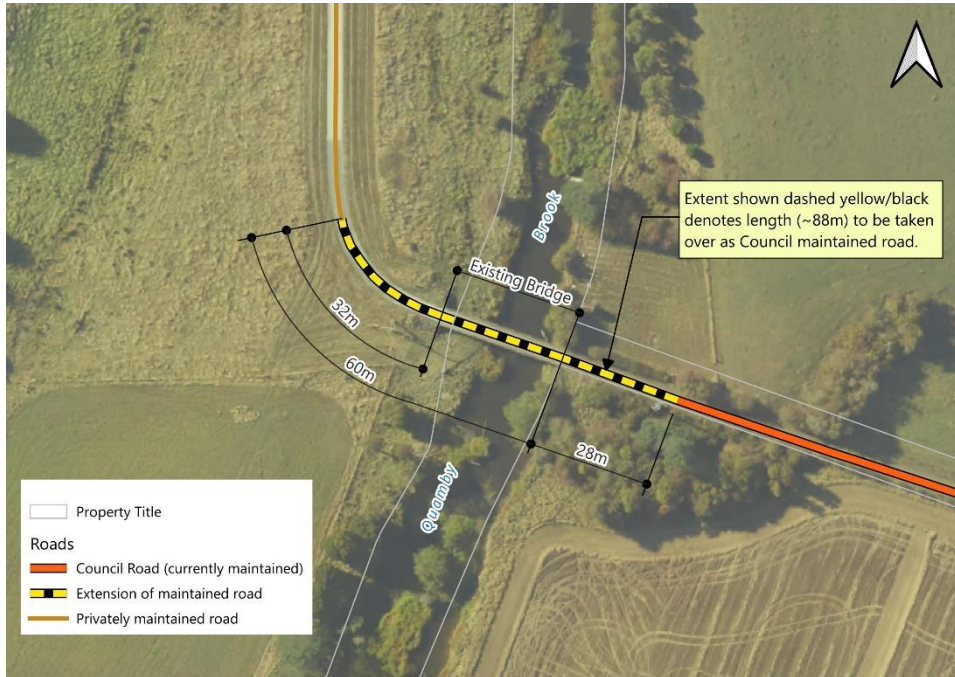 Extent shown dashed yellow/black
denotes length (~88m) to be taken
over as Council maintained road.
Brook
Existing Bridge
32m
60m
28m
Quamby
Property Title
Roads
Council Road (currently maintained)
Extension of maintained road
Privately maintained road